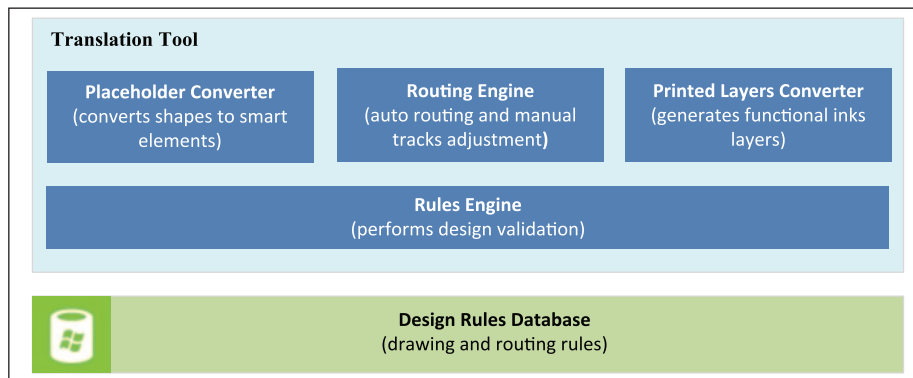 Translation Tool
Placeholder Converter
(converts shapes to smart
elements)
Routing Engine
(auto routing and manual
tracks adjustment)
Printed Layers Converter
(generates functional inks
layers)
Rules Engine
(performs design validation)
Design Rules Database
(drawing and routing rules)